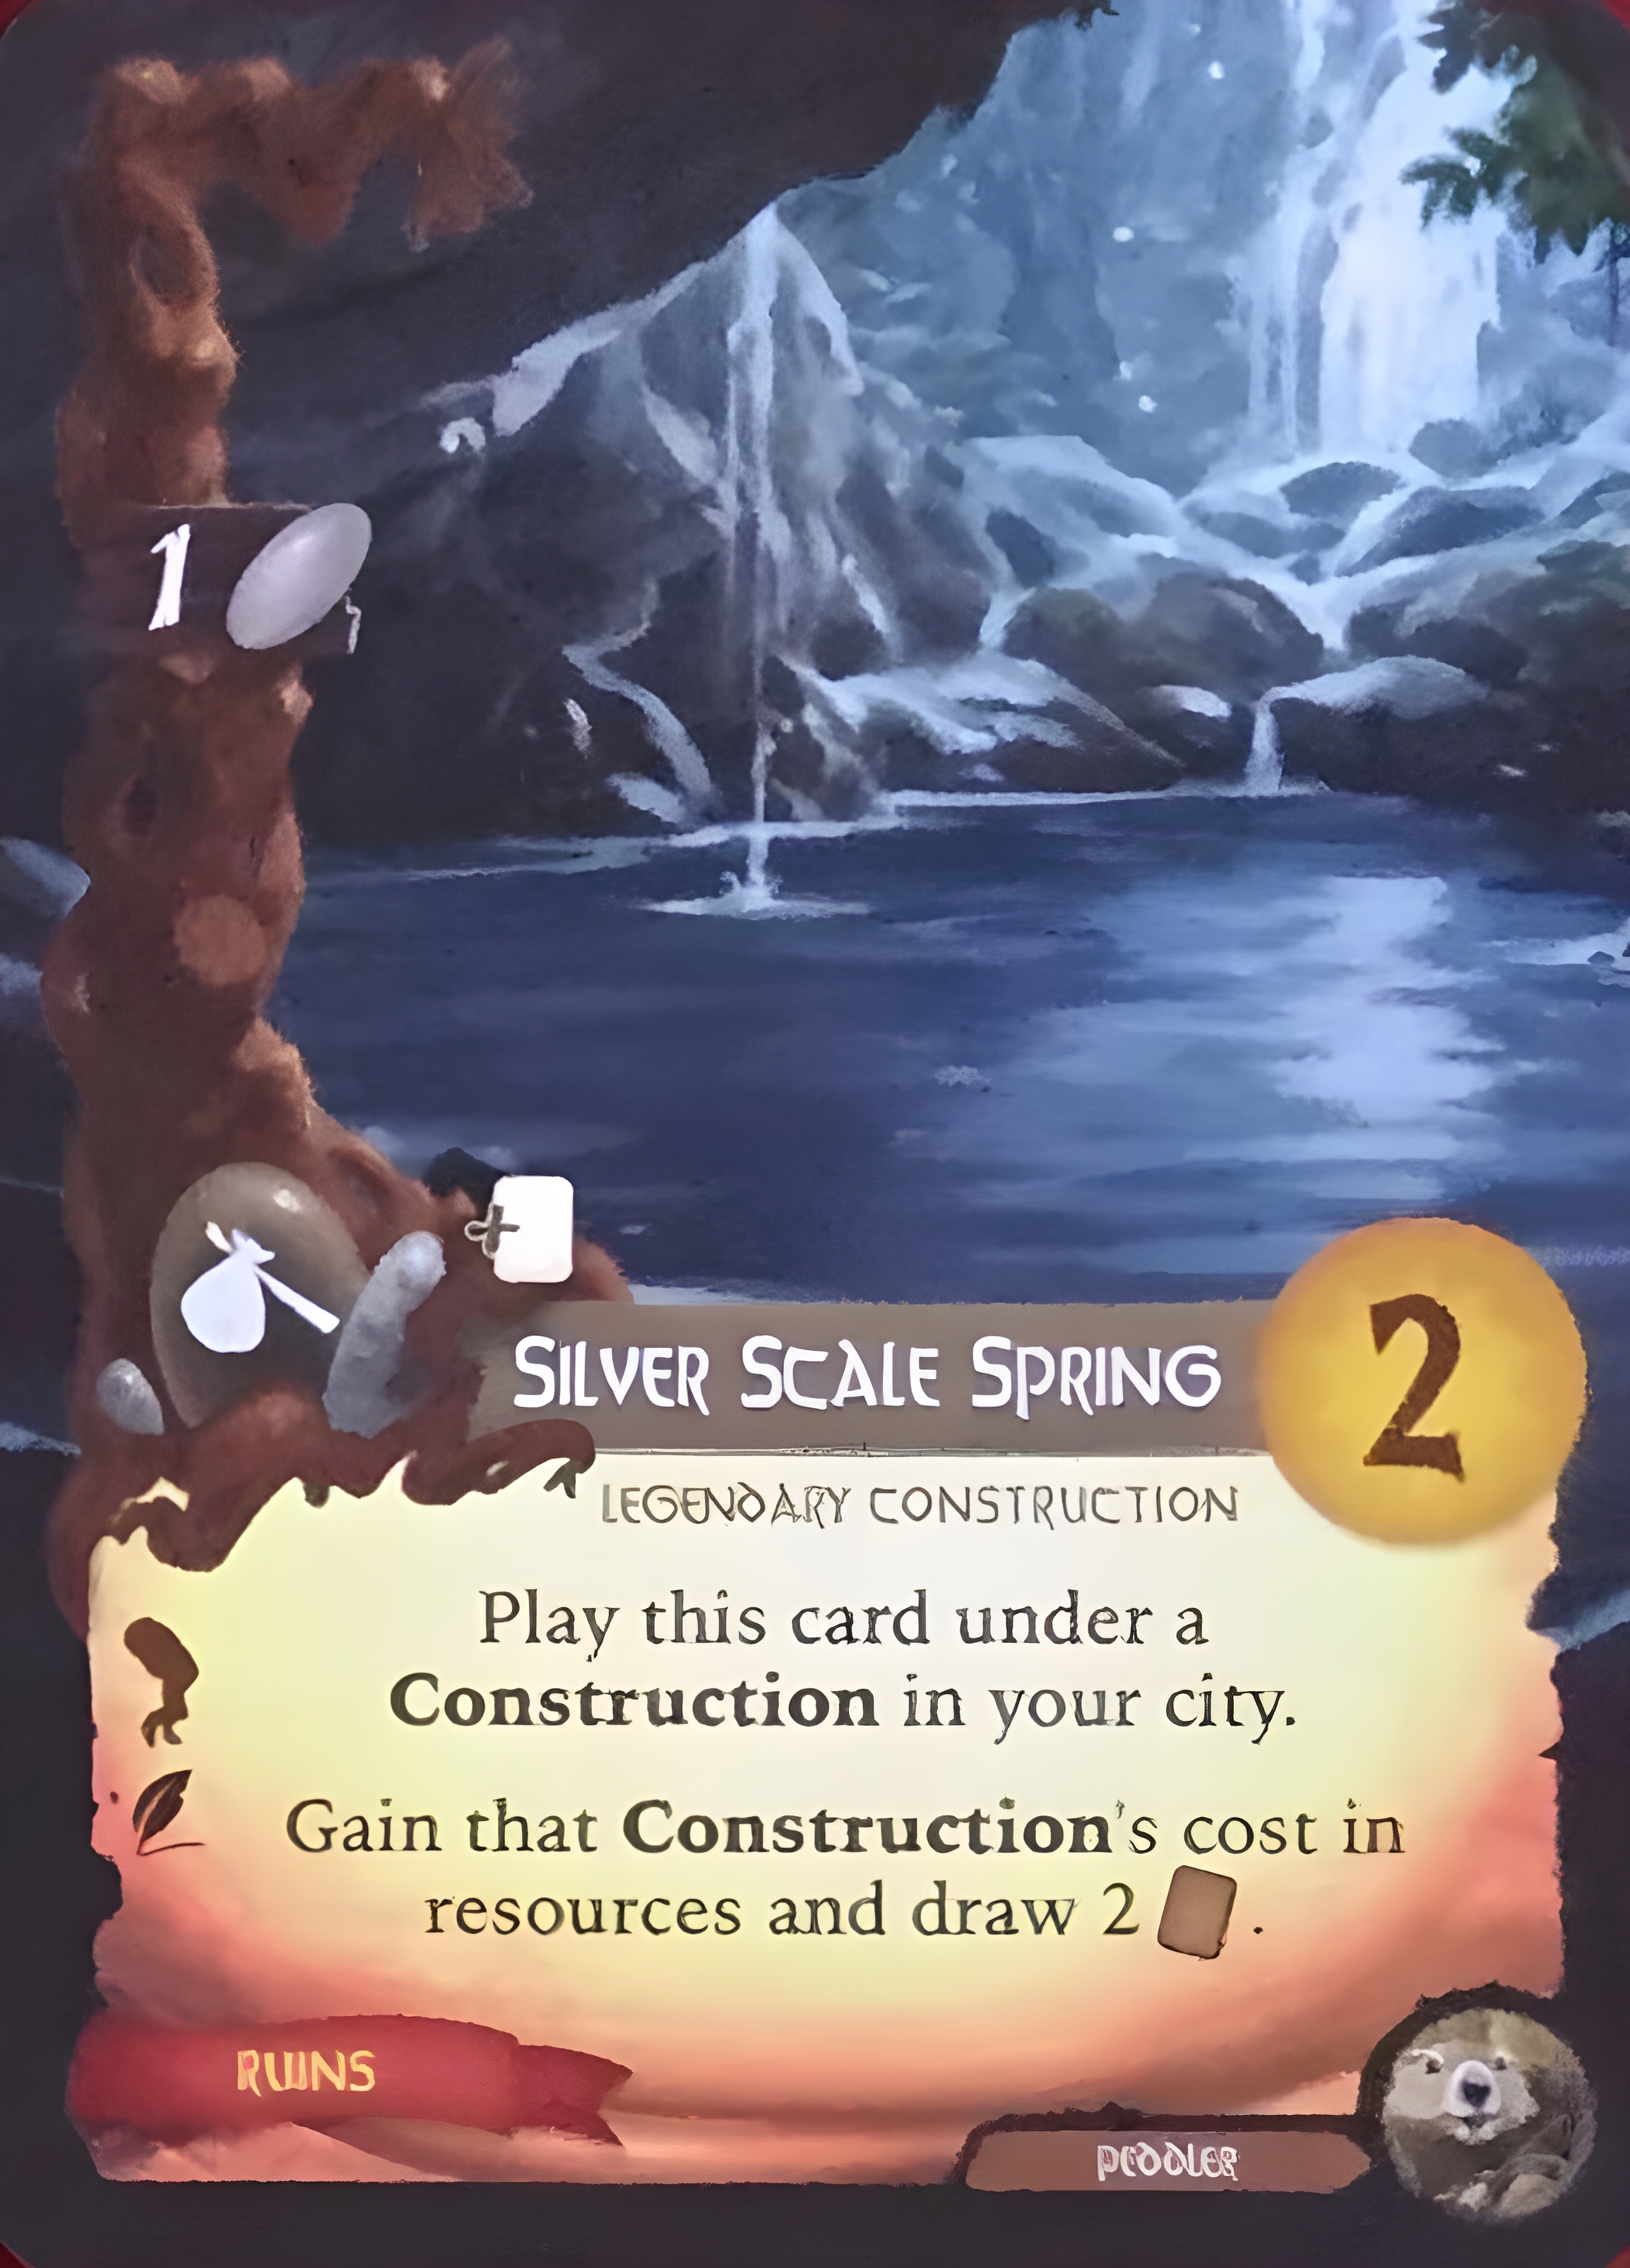 1
SILVER SCALE SPRING
2
LEGENDARY CONSTRUCTION
Play this card under a
Construction in your city.
Gain that Construction's cost in
resources and draw 2 .
RUINS
PEDDLER